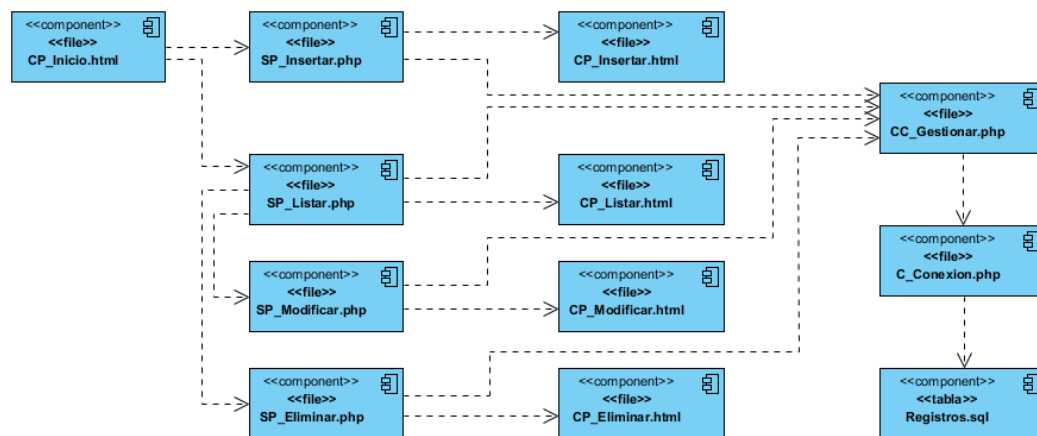 <<component>>
<<file>>
CP_Inicio.html
<<component>>
<<file>>
SP_Insertar.php
<<component>>
<<file>>
CP_Insertar.html
<<component>>
<<file>>
CC_Gestionar.php
<<component>>
<<file>>
SP_Listar.php
<<component>>
<<file>>
CP_Listar.html
<<component>>
<<file>>
C_Conexion.php
<<component>>
<<file>>
SP_Modificar.php
<<component>>
<<file>>
CP_Modificar.html
<<component>>
<<file>>
SP_Eliminar.php
<<component>>
<<file>>
CP_Eliminar.html
<<component>>
<<tabla>>
Registros.sql